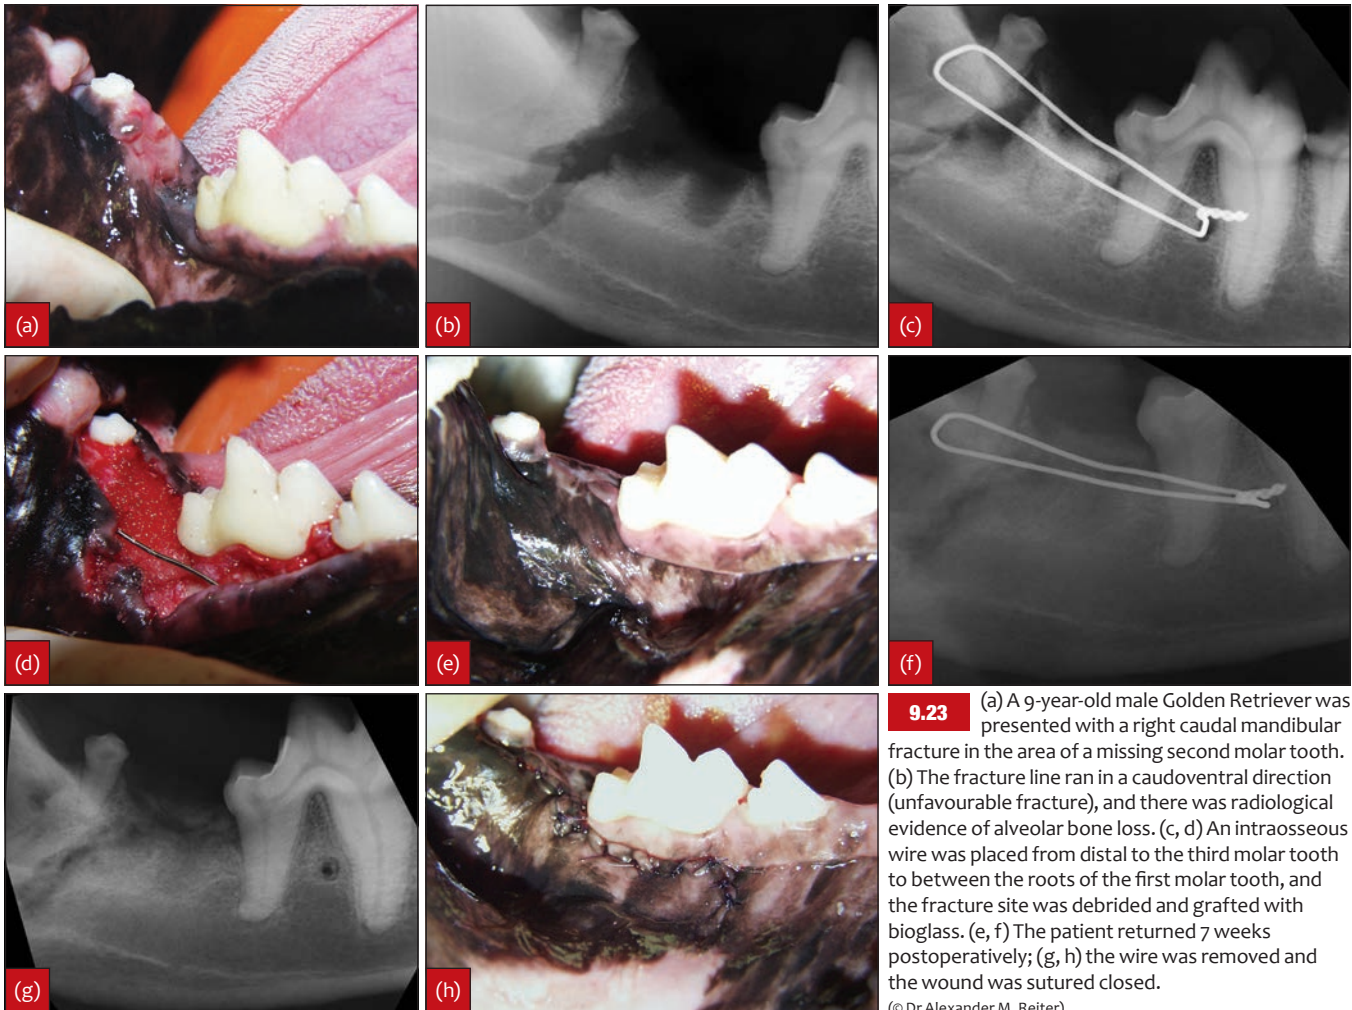 (a)
(b)
(c)
(d)
(e)
(f)
(g)
(h)
9.23 (a) A 9-year-old male Golden Retriever was
presented with a right caudal mandibular
fracture in the area of a missing second molar tooth.
(b) The fracture line ran in a caudoventral direction
(unfavourable fracture), and there was radiological
evidence of alveolar bone loss. (c, d) An intraosseous
wire was placed from distal to the third molar tooth
to between the roots of the first molar tooth, and
the fracture site was debrided and grafted with
bioglass. (e, f) The patient returned 7 weeks
postoperatively; (g, h) the wire was removed and
the wound was sutured closed.
(© Dr Alexander M. Reiter)